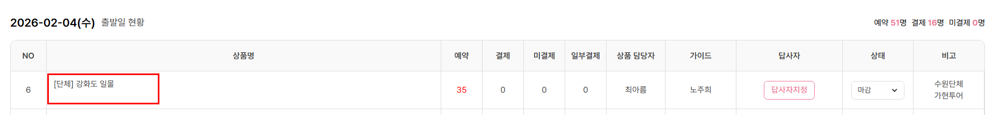 2026-02-04(수) 출발일 현황
예약 51명 결제 16명 미결제 0명
NO 상품명 예약 결제 미결제 일부결제 상품 담당자 가이드 답사자 상태 비고
6 [단체] 강화도 일몰 35 0 0 0 최아름 노주희 답사자지정 마감 수원단체
가현투어